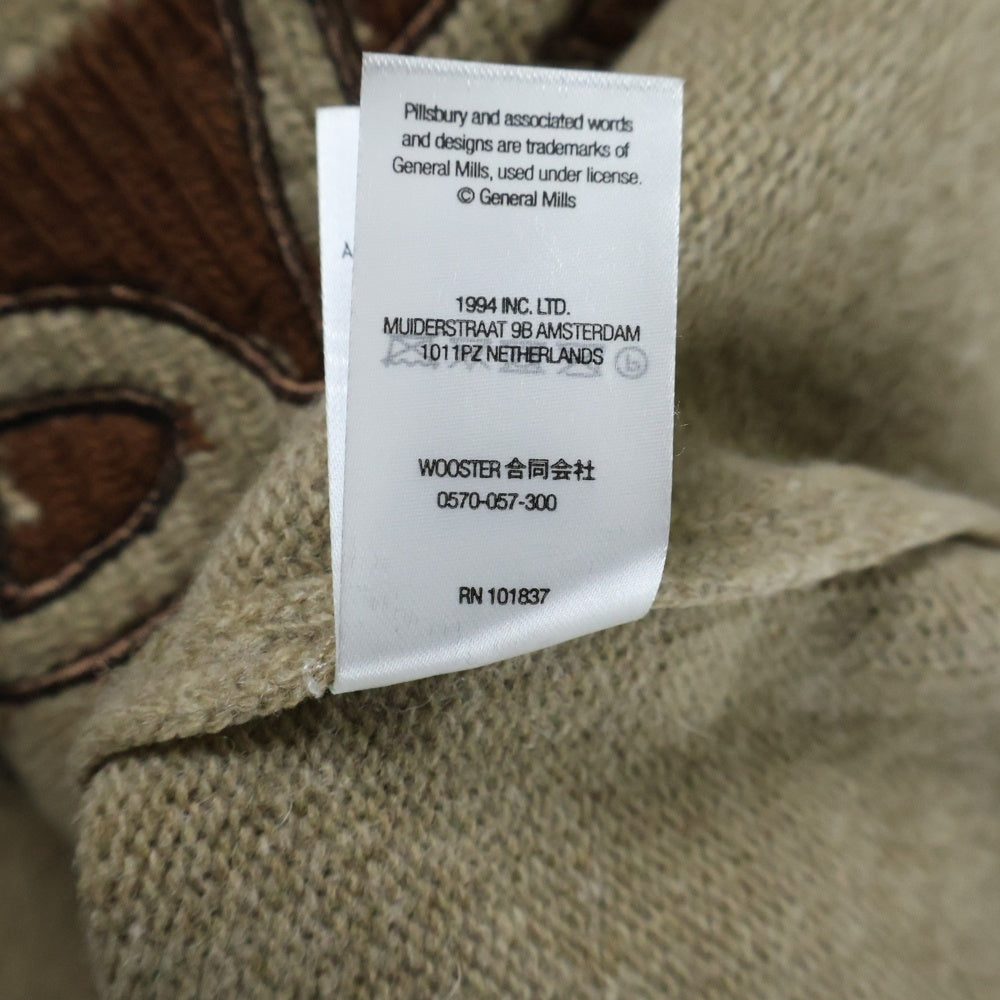 Pillsbury and associated words
and designs are trademarks of
General Mills, used under license.
© General Mills
1994 INC. LTD.
MUIDERSTRAAT 9B AMSTERDAM
1011PZ NETHERLANDS
WOOSTER 合同会社
0570-057-300
RN 101837